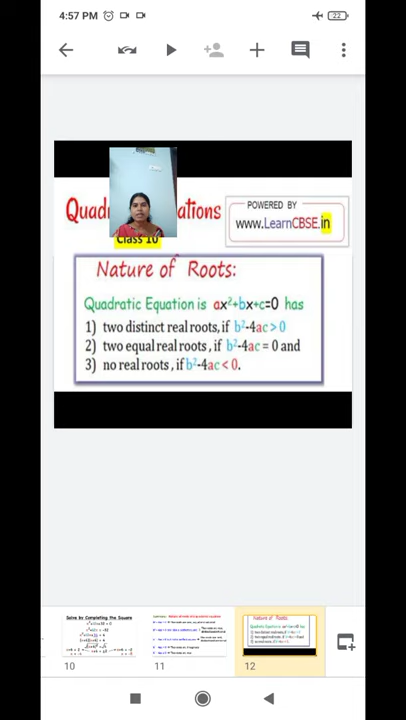 4:57 PM
22
Quad ations
Class 10
POWERED BY
www.LearnCBSE.in
Nature of Roots:
Quadratic Equation is ax²+bx+c=0 has
1) two distinct real roots, if b²-4ac > 0
2) two equal real roots , if b²-4ac = 0 and
3) no real roots , if b²-4ac < 0.
Solve by Completing the Square
Nature of Roots:
10
11
12